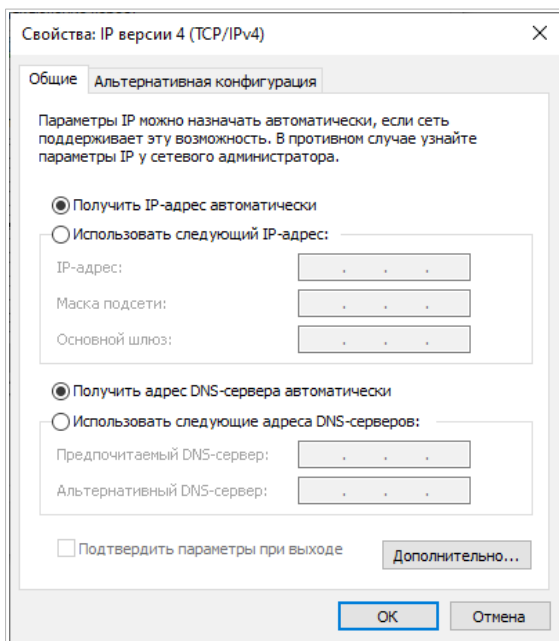 Свойства: IP версии 4 (TCP/IPv4)
Общие
Альтернативная конфигурация
Параметры IP можно назначать автоматически, если сеть
поддерживает эту возможность. В противном случае узнайте
параметры IP у сетевого администратора.
Получить IP-адрес автоматически
Использовать следующий IP-адрес:
IP-адрес:
Маска подсети:
Основной шлюз:
Получить адрес DNS-сервера автоматически
Использовать следующие адреса DNS-серверов:
Предпочитаемый DNS-сервер:
Альтернативный DNS-сервер:
Подтвердить параметры при выходе
Дополнительно...
ОК
Отмена